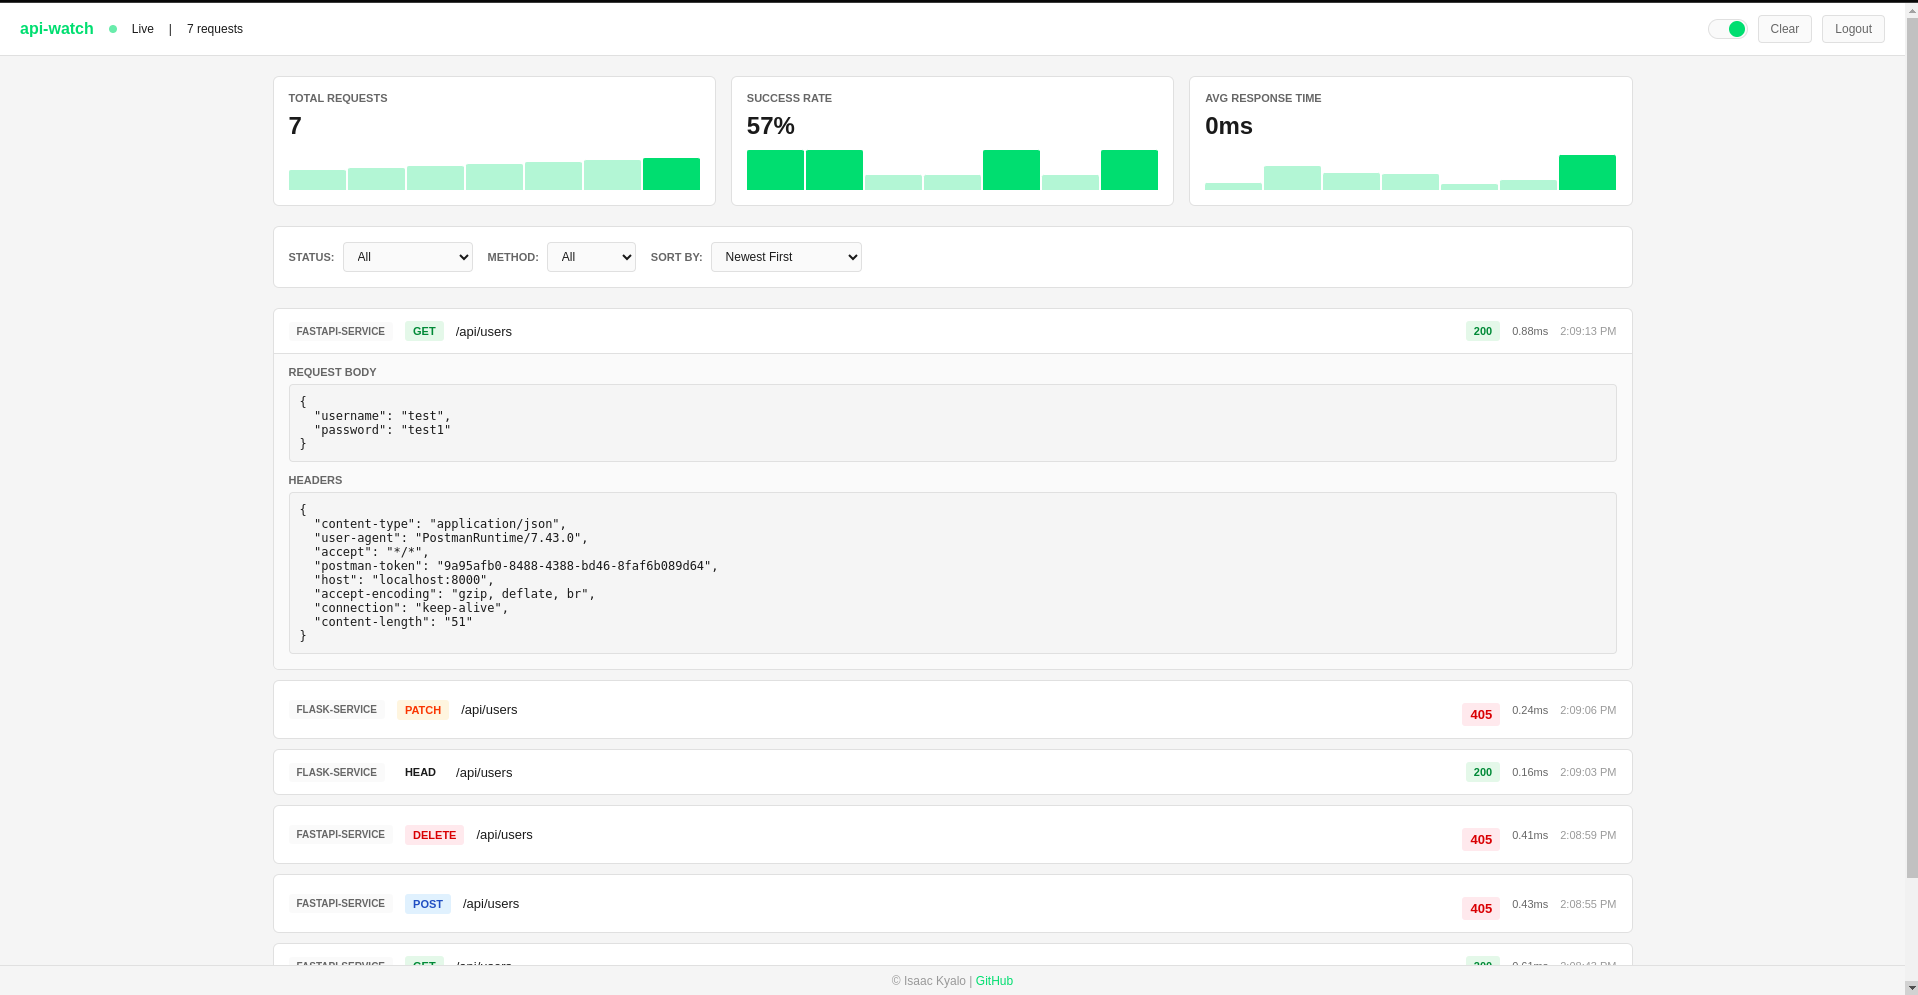 api-watch Live | 7 requests Clear Logout
TOTAL REQUESTS
7
SUCCESS RATE
57%
AVG RESPONSE TIME
0ms
STATUS: All METHOD: All SORT BY: Newest First
FASTAPI-SERVICE GET /api/users 200 0.88ms 2:09:13 PM
REQUEST BODY
{
  "username": "test",
  "password": "test1"
}
HEADERS
{
  "content-type": "application/json",
  "user-agent": "PostmanRuntime/7.43.0",
  "accept": "*/*",
  "postman-token": "9a95afb0-8488-4388-bd46-8faf6b089d64",
  "host": "localhost:8000",
  "accept-encoding": "gzip, deflate, br",
  "connection": "keep-alive",
  "content-length": "51"
}
FLASK-SERVICE PATCH /api/users 405 0.24ms 2:09:06 PM
FLASK-SERVICE HEAD /api/users 200 0.16ms 2:09:03 PM
FASTAPI-SERVICE DELETE /api/users 405 0.41ms 2:08:59 PM
FASTAPI-SERVICE POST /api/users 405 0.43ms 2:08:55 PM
FASTAPI-SERVICE GET /api/users 200
© Isaac Kyalo | GitHub